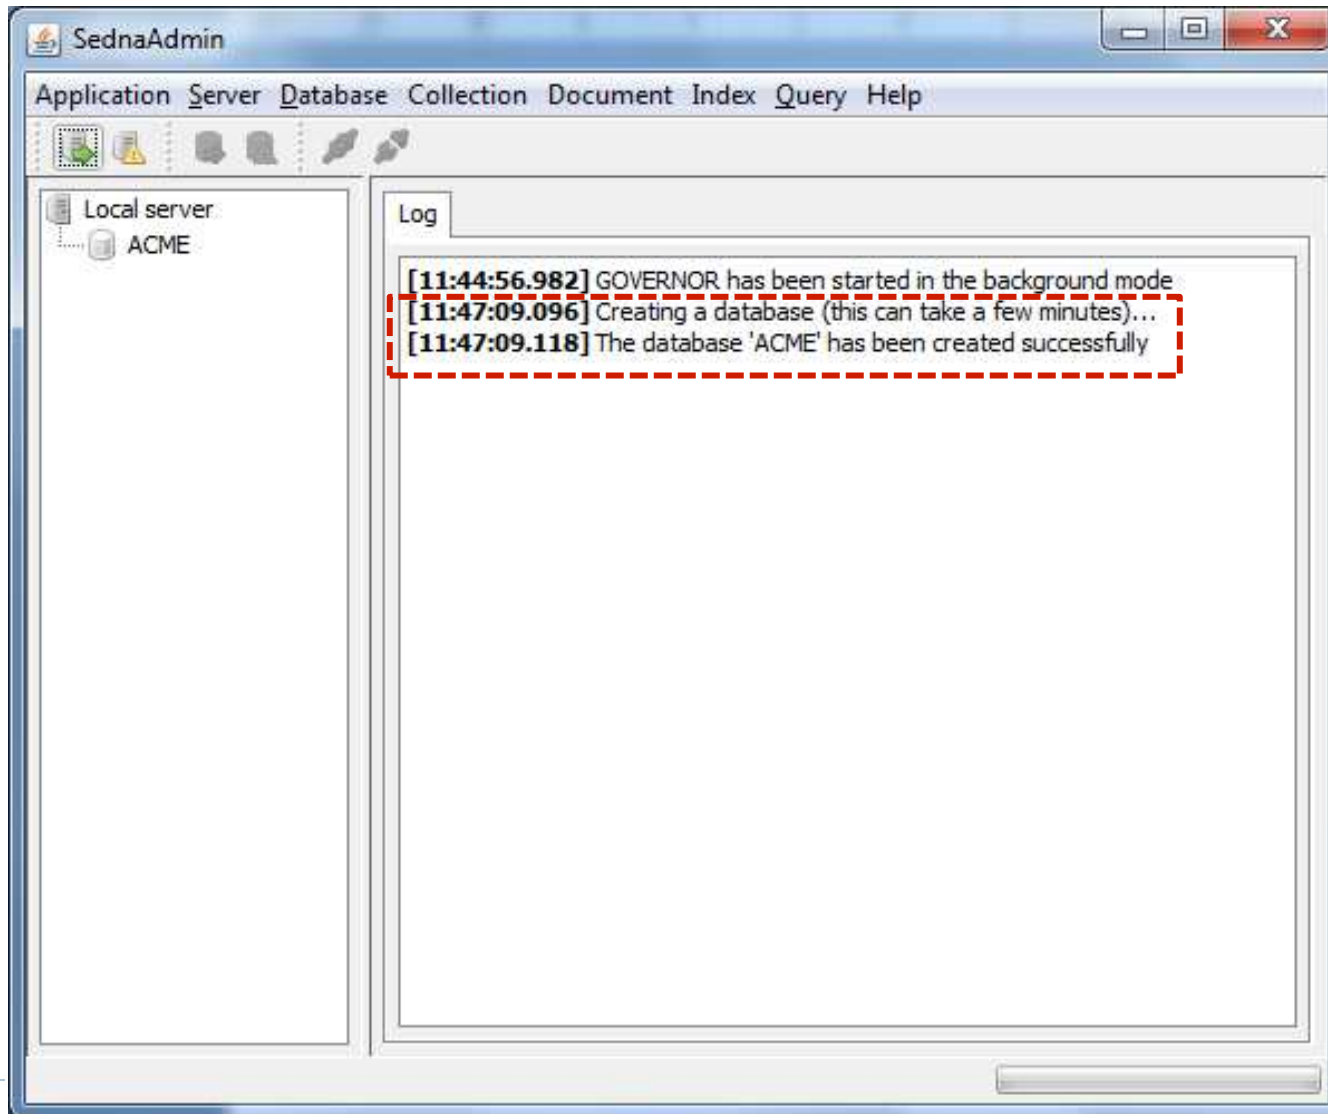 SednaAdmin
Application Server Database Collection Document Index Query Help
Local server
ACME
Log
[11:44:56.982] GOVERNOR has been started in the background mode
[11:47:09.096] Creating a database (this can take a few minutes)...
[11:47:09.118] The database 'ACME' has been created successfully